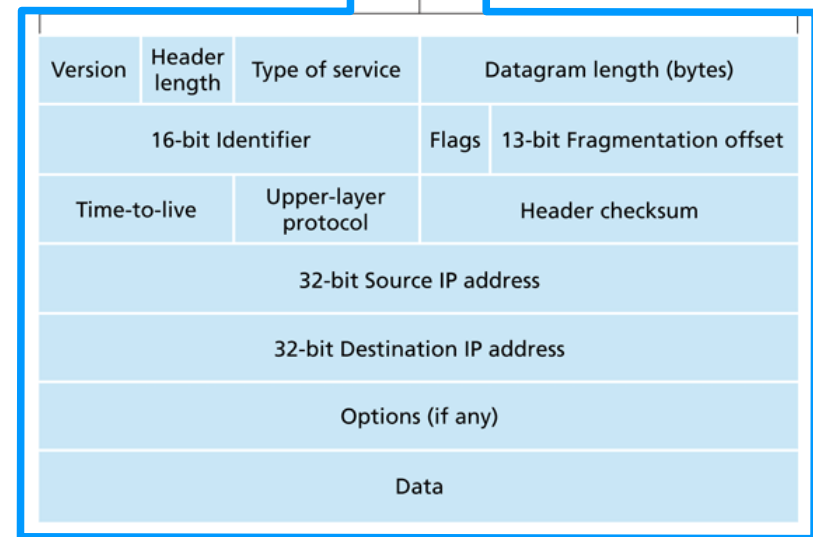 Version Header length Type of service Datagram length (bytes)
16-bit Identifier Flags 13-bit Fragmentation offset
Time-to-live Upper-layer protocol Header checksum
32-bit Source IP address
32-bit Destination IP address
Options (if any)
Data